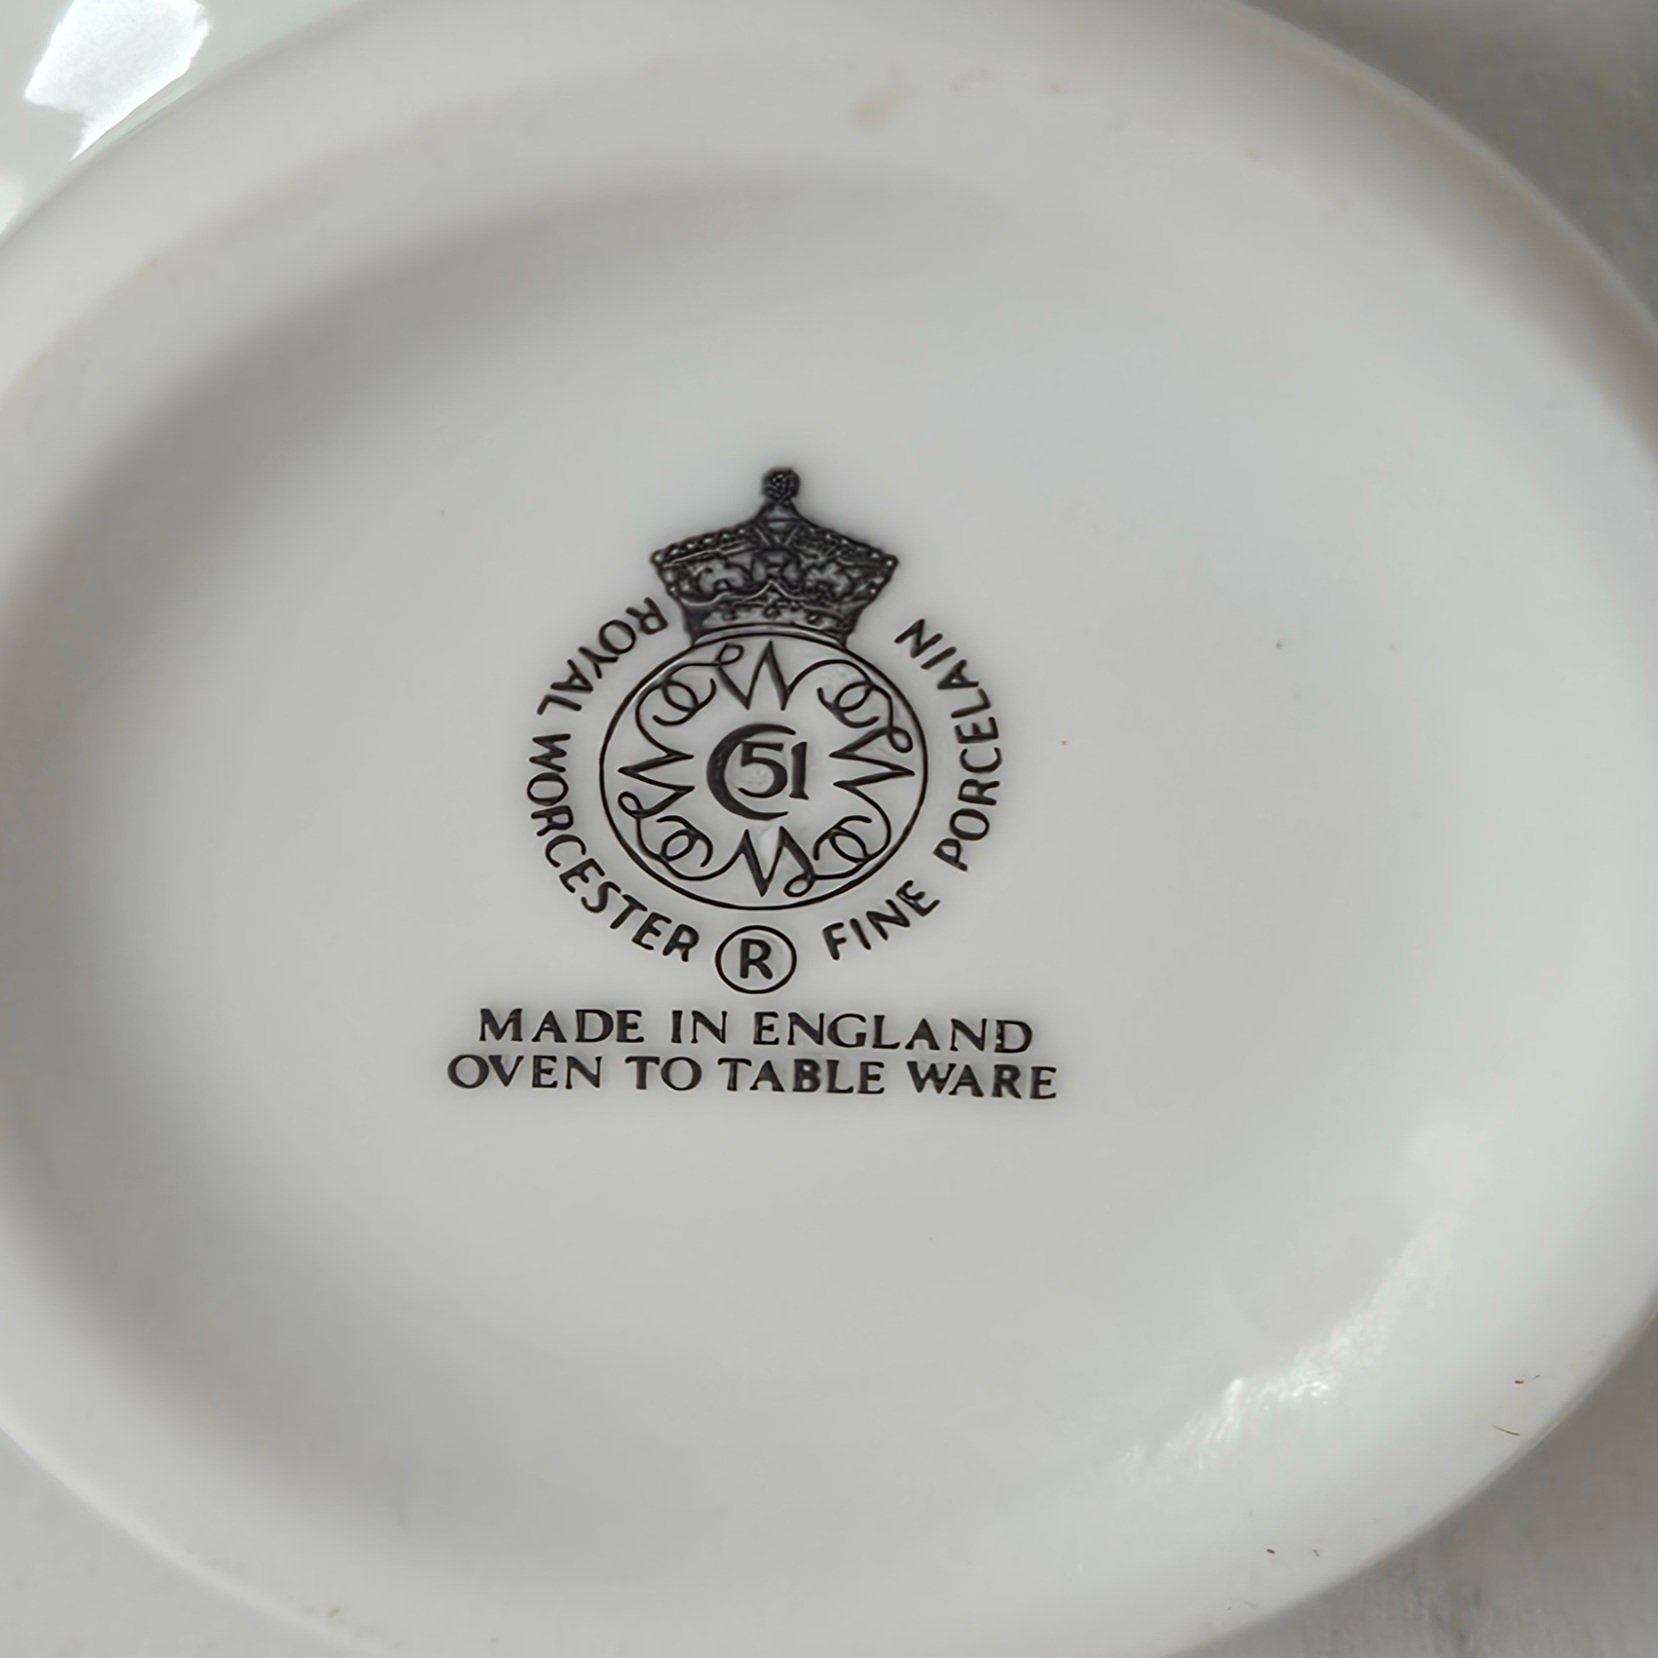 ROYAL WORCESTER ® FINE PORCELAIN
51
MADE IN ENGLAND
OVEN TO TABLE WARE